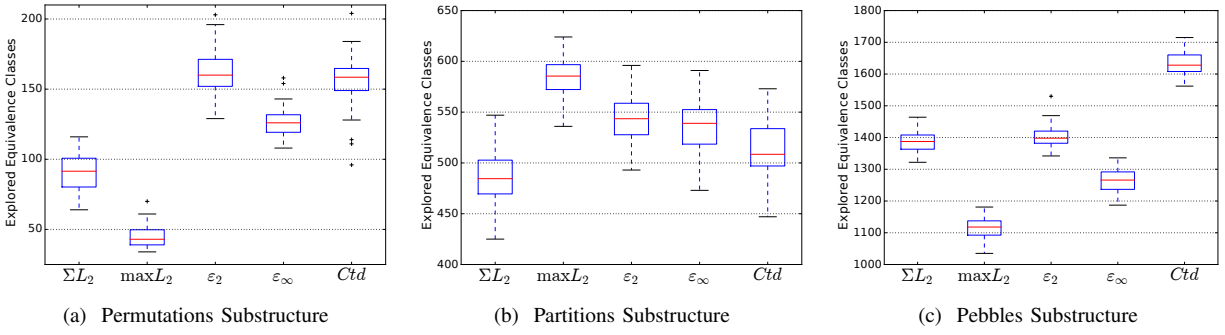 Explored Equivalence Classes
200
150
100
50
ΣL₂ maxL₂ ε₂ ε∞ Ctd
(a) Permutations Substructure
Explored Equivalence Classes
650
600
550
500
450
400
ΣL₂ maxL₂ ε₂ ε∞ Ctd
(b) Partitions Substructure
Explored Equivalence Classes
1800
1700
1600
1500
1400
1300
1200
1100
1000
ΣL₂ maxL₂ ε₂ ε∞ Ctd
(c) Pebbles Substructure